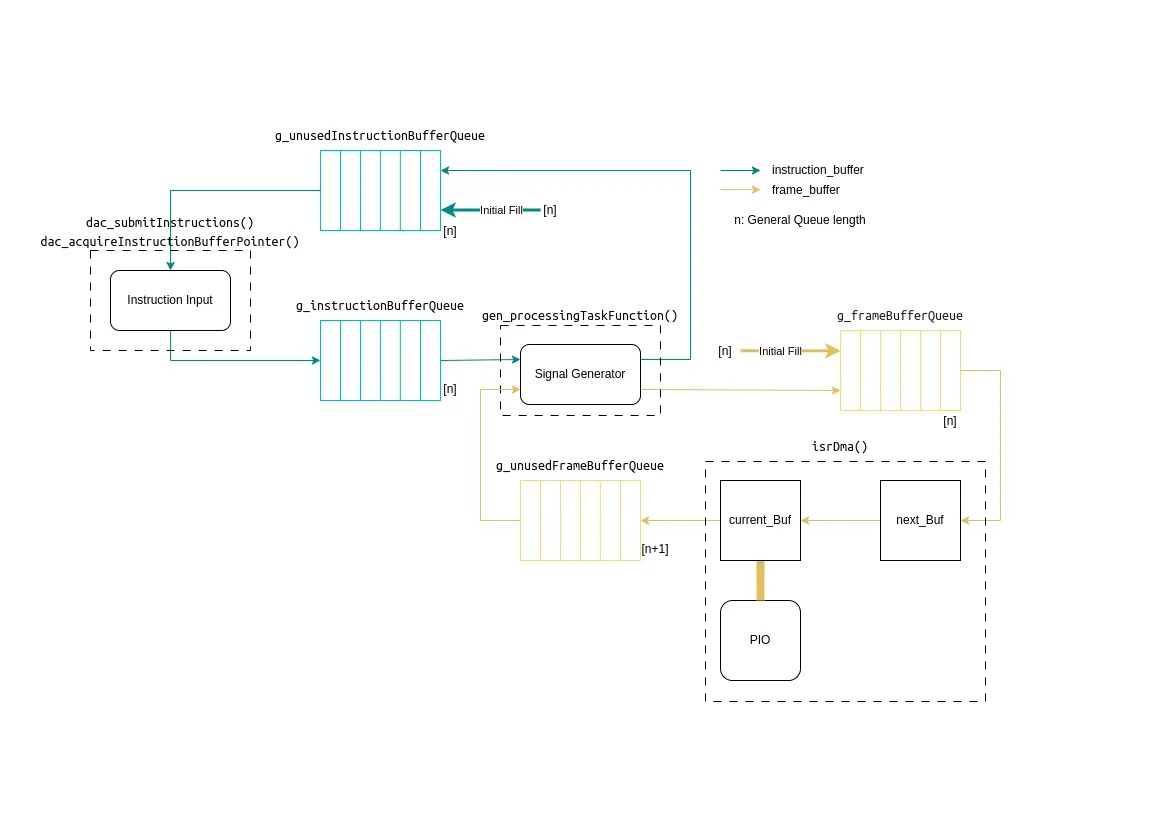 g_unusedInstructionBufferQueue
instruction_buffer
frame_buffer
n: General Queue length
Initial Fill
[n]
[n]
dac_submitInstructions()
dac_acquireInstructionBufferPointer()
Instruction Input
g_instructionBufferQueue
[n]
gen_processingTaskFunction()
Signal Generator
g_frameBufferQueue
[n]
Initial Fill
[n]
g_unusedFrameBufferQueue
[n+1]
isrDma()
current_Buf
next_Buf
PIO